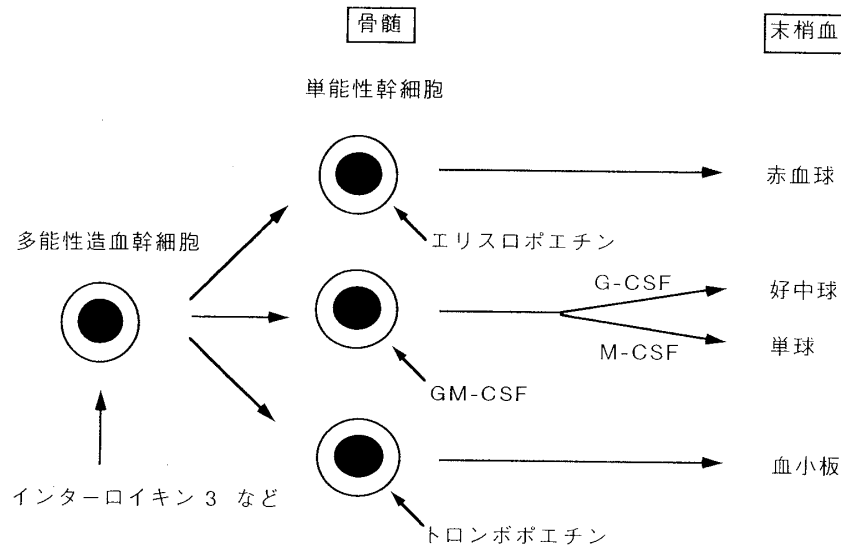 骨髄
末梢血
単能性幹細胞
赤血球
エリスロポエチン
多能性造血幹細胞
G-CSF
好中球
M-CSF
単球
GM-CSF
血小板
インターロイキン3 など
トロンボポエチン